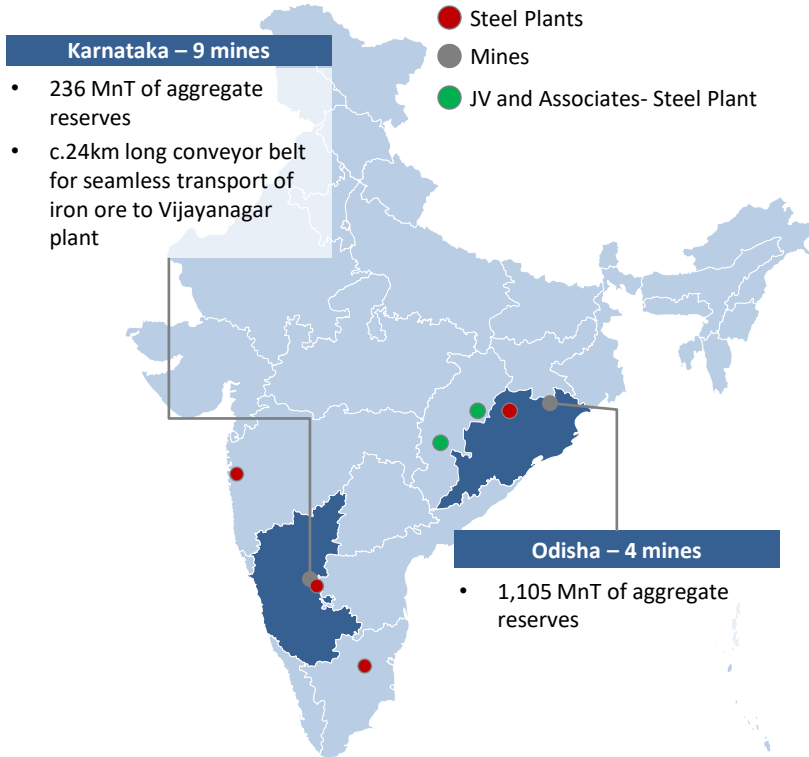 Karnataka – 9 mines
• 236 MnT of aggregate
reserves
• c.24km long conveyor belt
for seamless transport of
iron ore to Vijayanagar
plant
Steel Plants
Mines
JV and Associates- Steel Plant
Odisha – 4 mines
• 1,105 MnT of aggregate
reserves